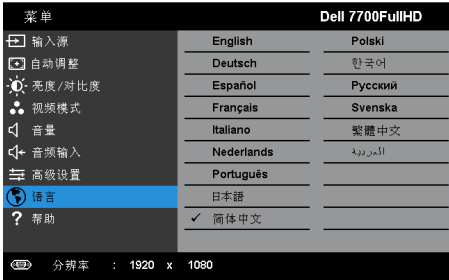 菜单 Dell 7700FullHD
输入源 English Polski
自动调整 Deutsch 한국어
亮度/对比度 Español Русский
视频模式 Français Svenska
音量 Italiano 繁體中文
音频输入 Nederlands العربية
高级设置 Português
语言 日本語
? 帮助 ✓ 简体中文
分辨率 : 1920 x 1080